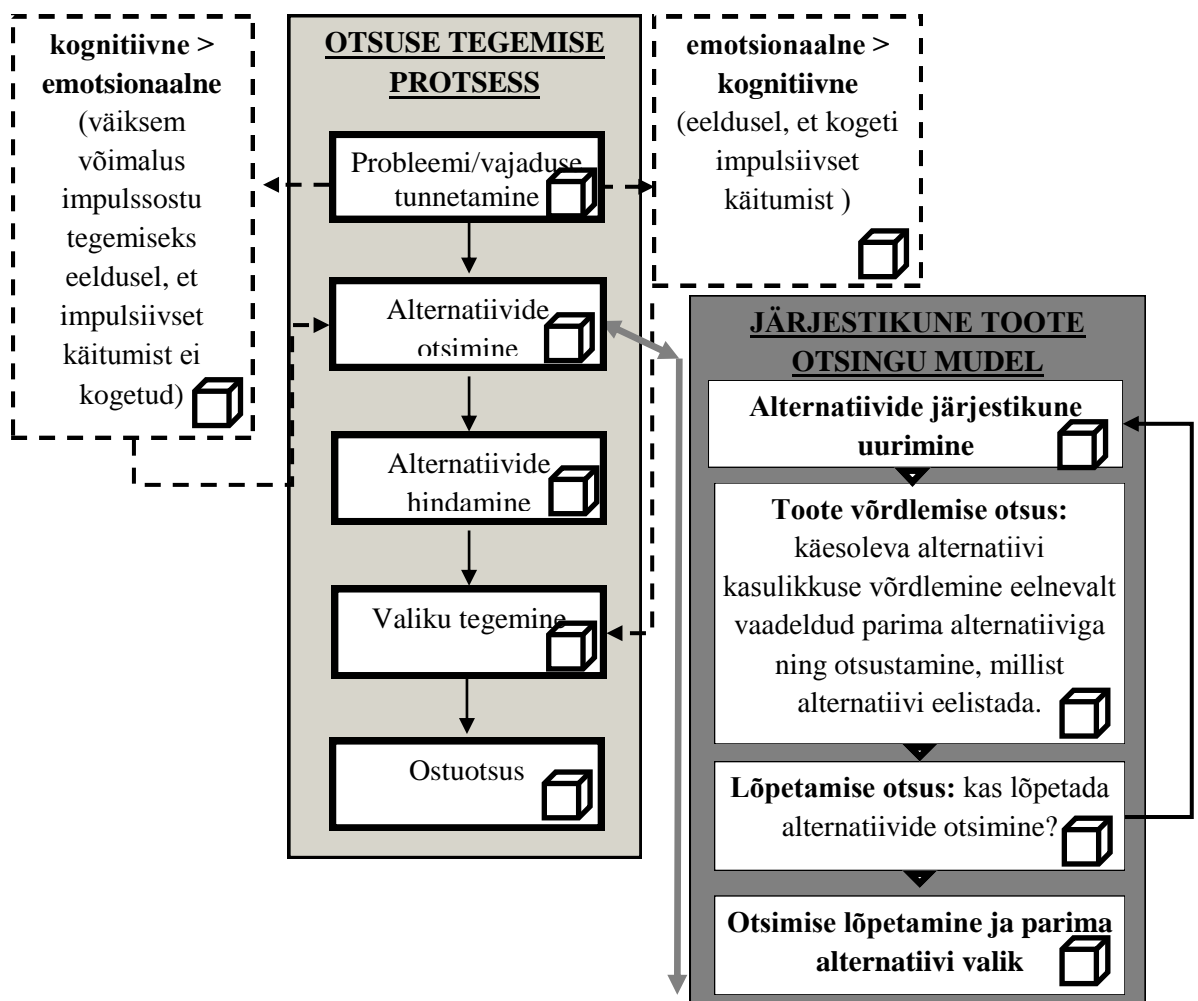 kognitiivne >
emotsionaalne
(väiksem
võimalus
impulssostu
tegemiseks
eeldusel, et
impulsiivset
käitumist ei
kogetud)
OTSUSE TEGEMISE
PROTSESS
Probleemi/vajaduse
tunnetamine
Alternatiivide
otsimine
Alternatiivide
hindamine
Valiku tegemine
Ostuotsus
emotsionaalne >
kognitiivne
(eeldusel, et kogeti
impulsiivset
käitumist )
JÄRJESTIKUNE TOOTE
OTSINGU MUDEL
Alternatiivide järjestikune
uurimine
Toote võrdlemise otsus:
käesoleva alternatiivi
kasulikkuse võrdlemine eelnevalt
vaadeldud parima alternatiiviga
ning otsustamine, millist
alternatiivi eelistada.
Lõpetamise otsus: kas lõpetada
alternatiivide otsimine?
Otsimise lõpetamine ja parima
alternatiivi valik